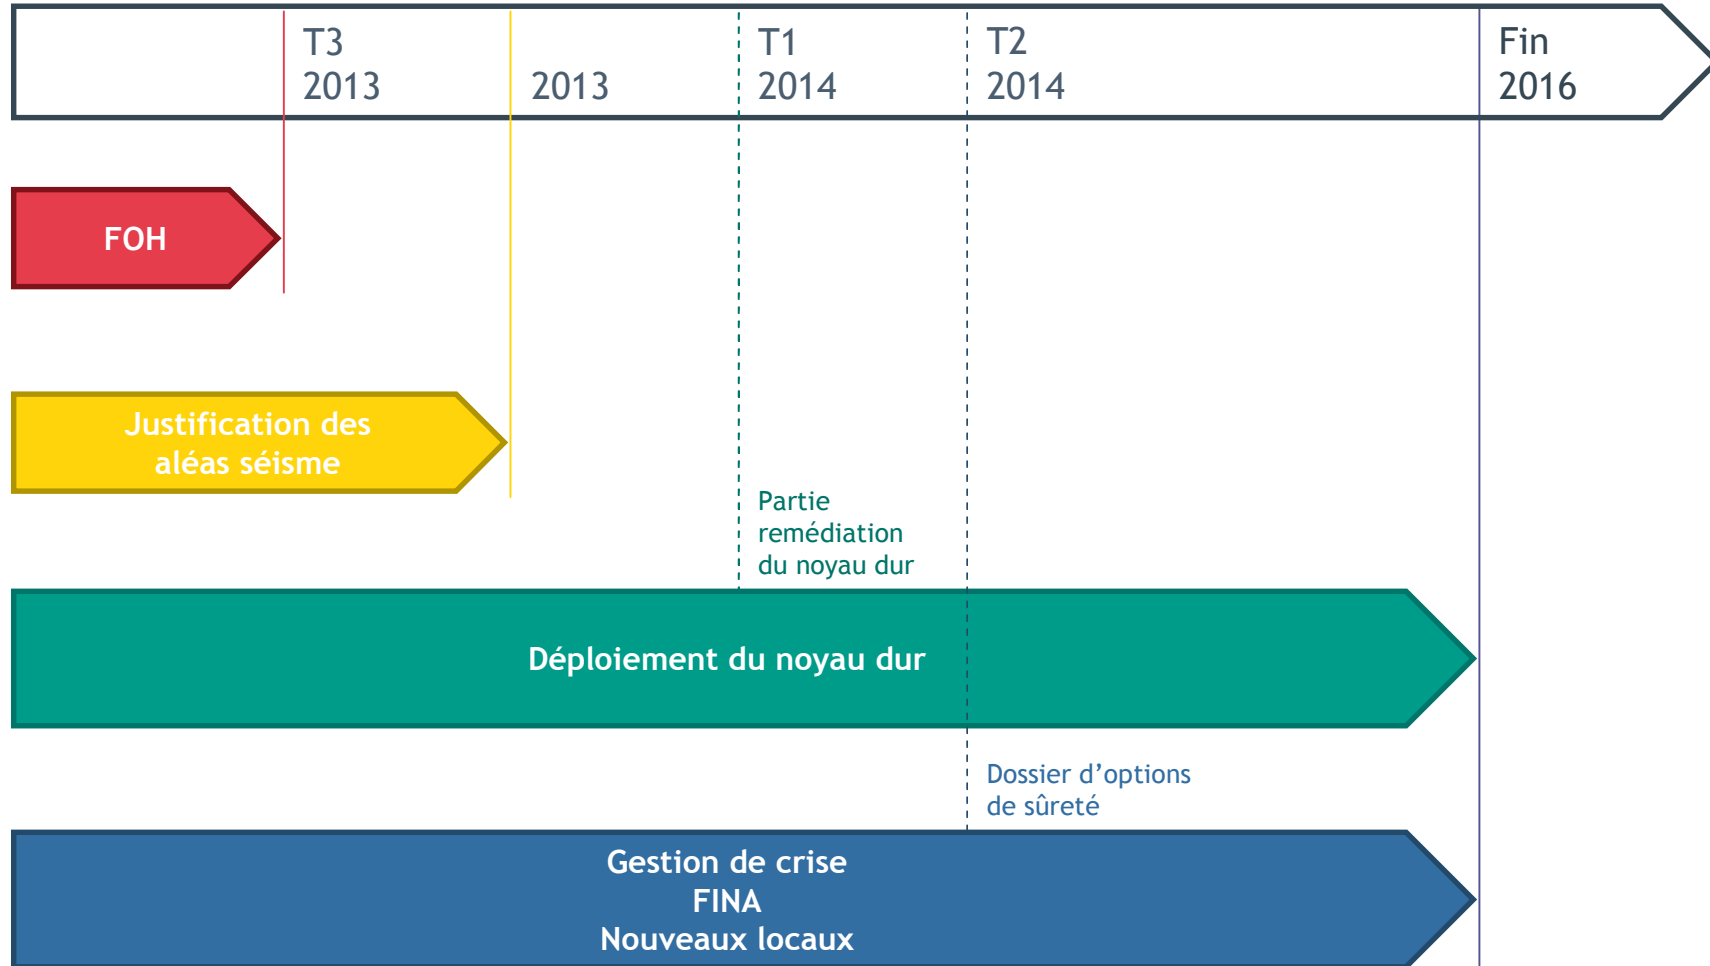 T3
2013
2013
T1
2014
T2
2014
Fin
2016
FOH
Justification des
aléas séisme
Partie
remédiation
du noyau dur
Déploiement du noyau dur
Dossier d’options
de sûreté
Gestion de crise
FINA
Nouveaux locaux